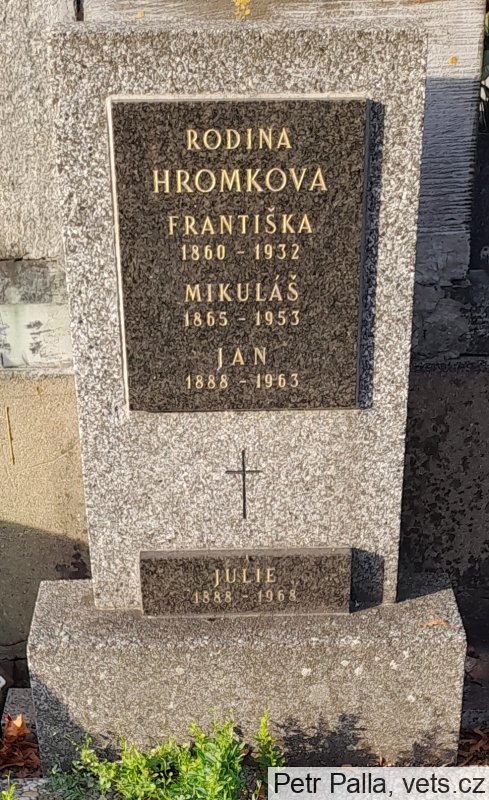 RODINA
HROMKOVA
FRANTIŠKA
1860 - 1932
MIKULÁŠ
1865 - 1953
JAN
1888 - 1963
JULIE
1888 - 1968
Petr Palla, vets.cz